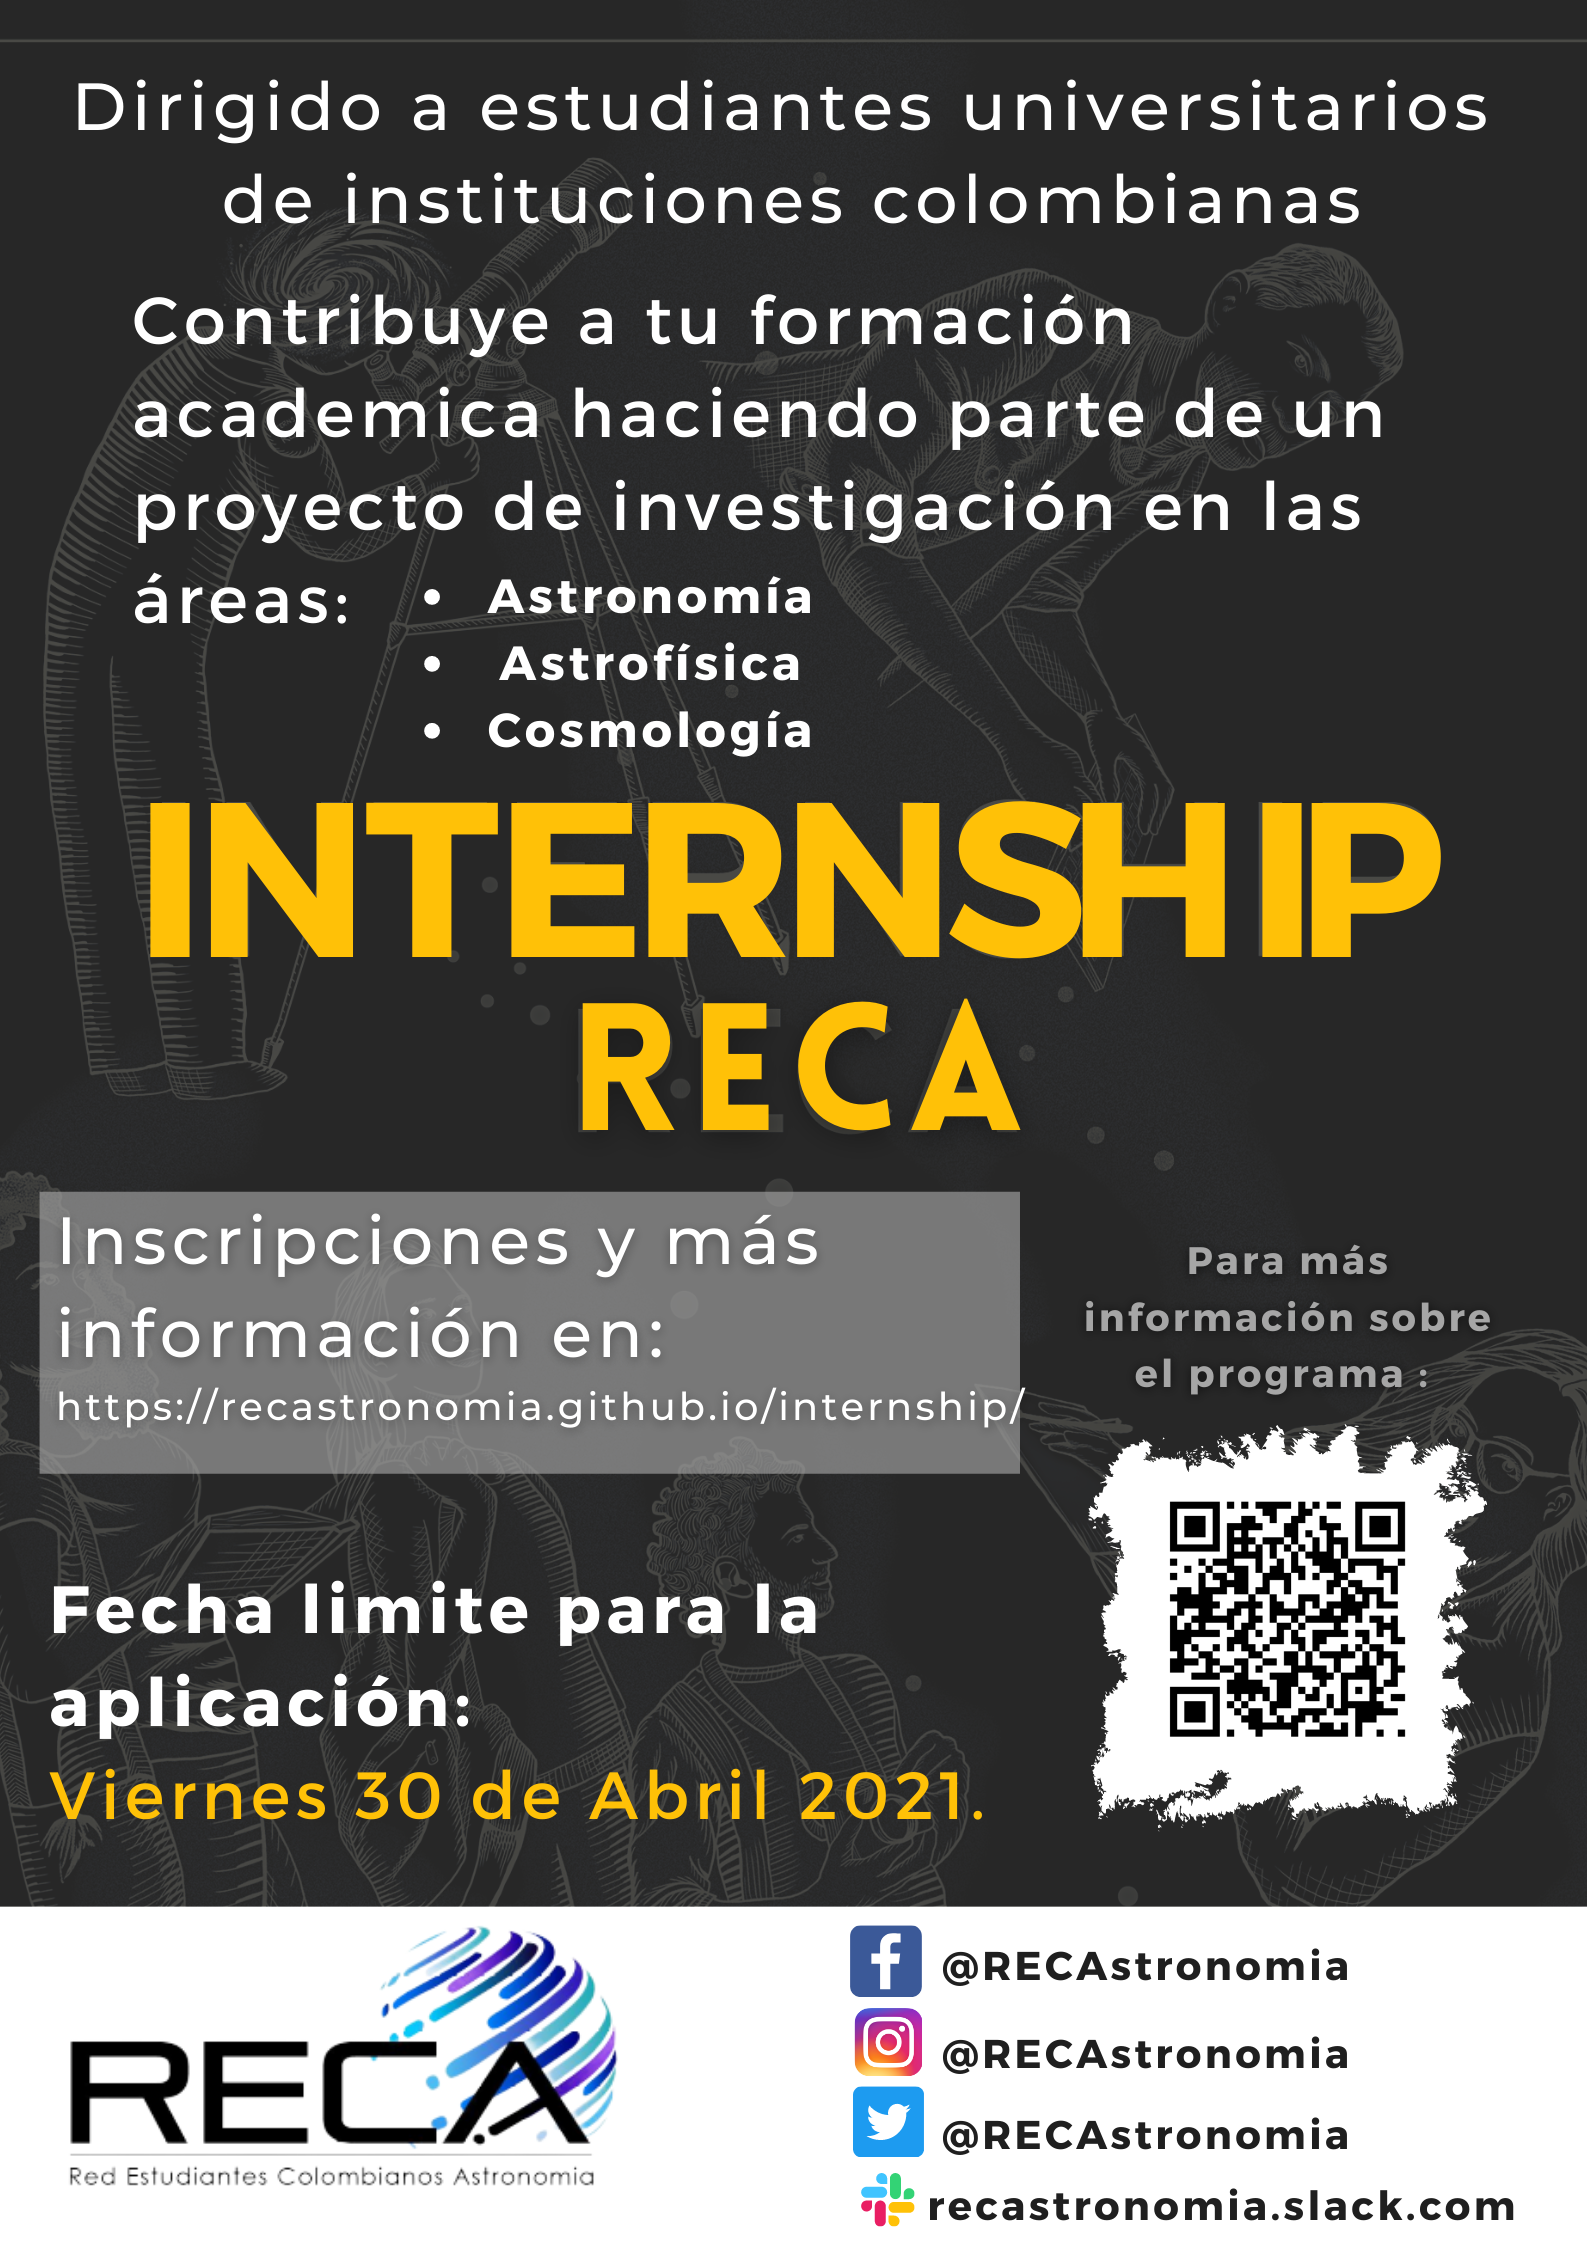 Dirigido a estudiantes universitarios
de instituciones colombianas
Contribuye a tu formación
academica haciendo parte de un
proyecto de investigación en las
áreas:
• Astronomía
• Astrofísica
• Cosmología
INTERNSHIP
RECA
Inscripciones y más
información en:
https://recastronomia.github.io/internship/
Para más
información sobre
el programa :
Fecha limite para la
aplicación:
Viernes 30 de Abril 2021.
RECA
Red Estudiantes Colombianos Astronomia
@RECAstronomia
@RECAstronomia
@RECAstronomia
recastronomia.slack.com